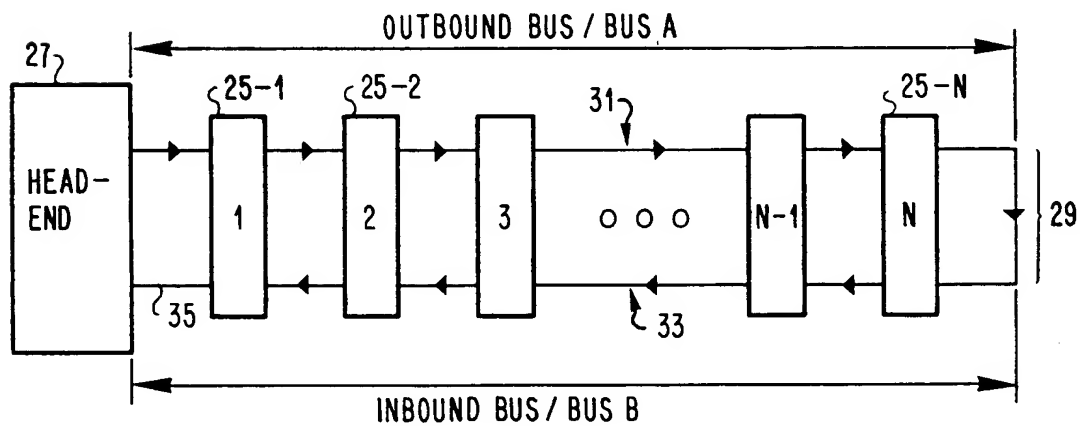 OUTBOUND BUS / BUS A
27
25-1
25-2
31
25-N
HEAD-
END
1
2
3
N-1
N
29
35
33
INBOUND BUS / BUS B